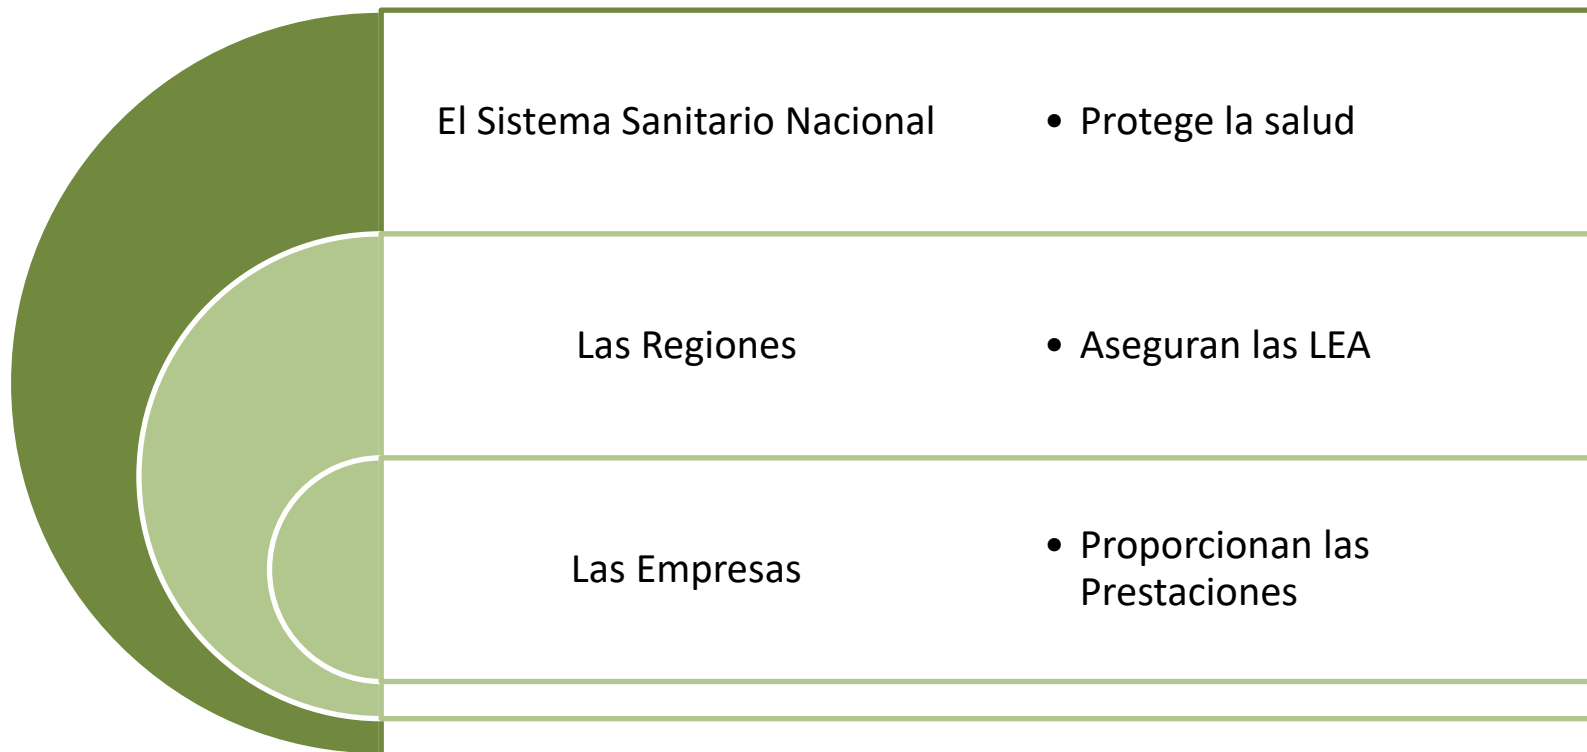 El Sistema Sanitario Nacional
• Protege la salud
Las Regiones
• Aseguran las LEA
Las Empresas
• Proporcionan las
Prestaciones